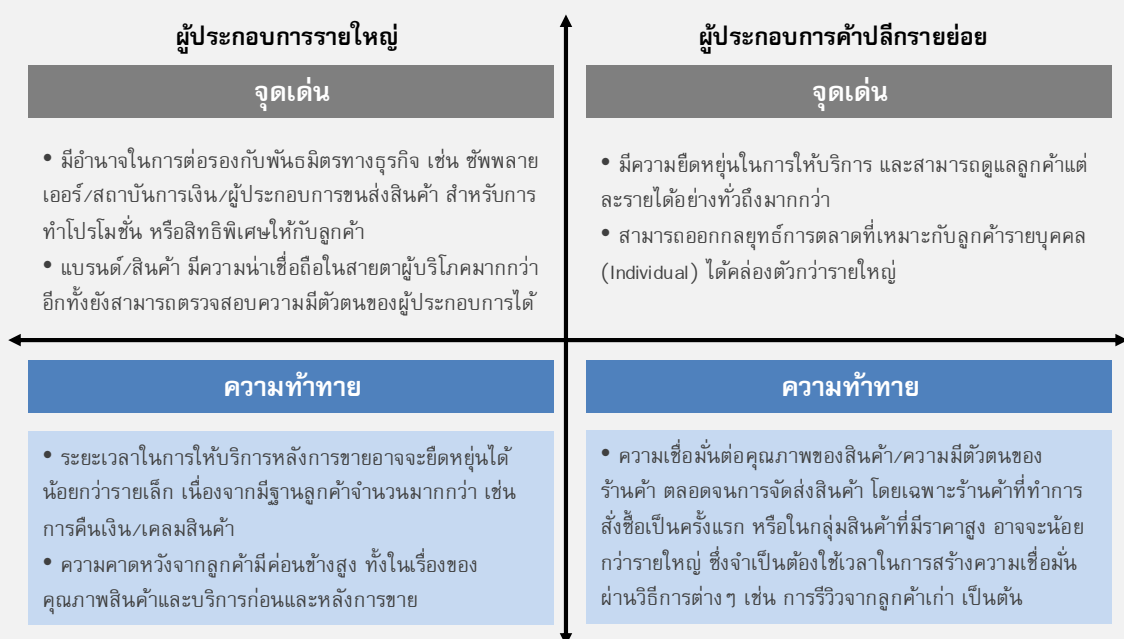 ผู้ประกอบการรายใหญ่
จุดเด่น
• มีอำนาจในการต่อรองกับพันธมิตรทางธุรกิจ เช่น ซัพพลาย
เออร์/สถาบันการเงิน/ผู้ประกอบการขนส่งสินค้า สำหรับการ
ทำโปรโมชั่น หรือสิทธิพิเศษให้กับลูกค้า
• แบรนด์/สินค้า มีความน่าเชื่อถือในสายตาผู้บริโภคมากกว่า
อีกทั้งยังสามารถตรวจสอบความมีตัวตนของผู้ประกอบการได้
ผู้ประกอบการค้าปลีกรายย่อย
จุดเด่น
• มีความยืดหยุ่นในการให้บริการ และสามารถดูแลลูกค้าแต่
ละรายได้อย่างทั่วถึงมากกว่า
• สามารถออกกลยุทธ์การตลาดที่เหมาะกับลูกค้ารายบุคคล
(Individual) ได้คล่องตัวกว่ารายใหญ่
ความท้าทาย
• ระยะเวลาในการให้บริการหลังการขายอาจจะยืดหยุ่นได้
น้อยกว่ารายเล็ก เนื่องจากมีฐานลูกค้าจำนวนมากกว่า เช่น
การคืนเงิน/เคลมสินค้า
• ความคาดหวังจากลูกค้ามีค่อนข้างสูง ทั้งในเรื่องของ
คุณภาพสินค้าและบริการก่อนและหลังการขาย
ความท้าทาย
• ความเชื่อมั่นต่อคุณภาพของสินค้า/ความมีตัวตนของ
ร้านค้า ตลอดจนการจัดส่งสินค้า โดยเฉพาะร้านค้าที่ทำการ
สั่งซื้อเป็นครั้งแรก หรือในกลุ่มสินค้าที่มีราคาสูง อาจจะน้อย
กว่ารายใหญ่ ซึ่งจำเป็นต้องใช้เวลาในการสร้างความเชื่อมั่น
ผ่านวิธีการต่างๆ เช่น การรีวิวจากลูกค้าเก่า เป็นต้น